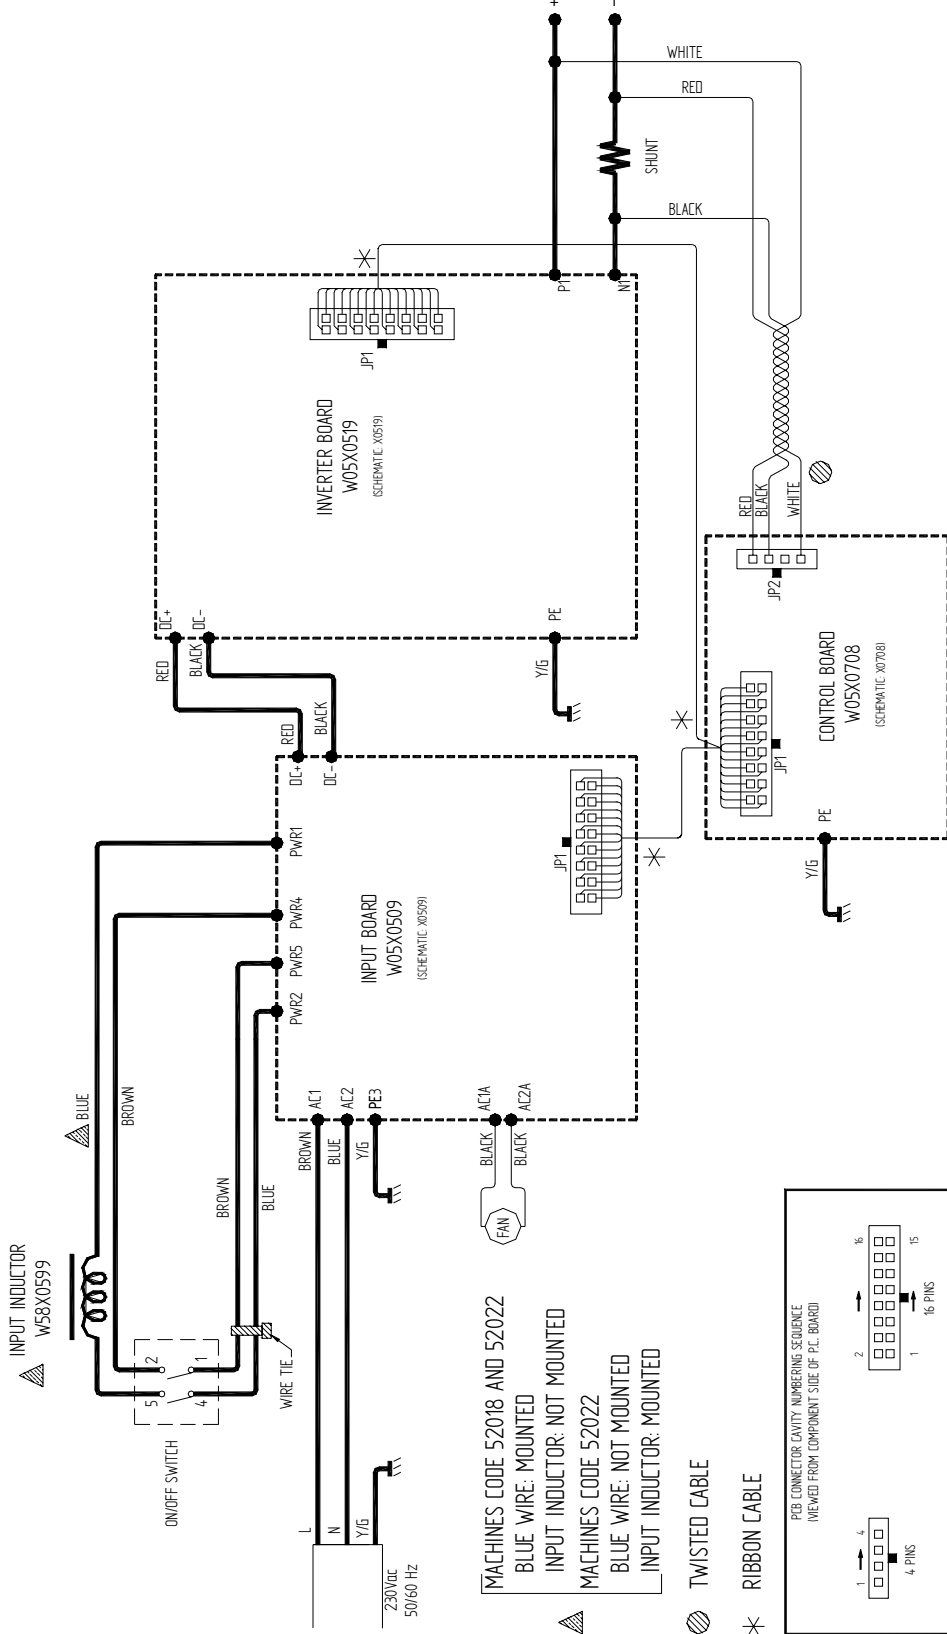 INPUT INDUCTOR
W58X0599
BLUE
BROWN
BROWN
BLUE
ON/OFF SWITCH
5
2
4
1
WIRE TIE
L
N
Y/G
230Vac
50/60 Hz
BROWN
BLUE
Y/G
AC1
AC2
PE3
PWR2
PWR5
PWR4
PWR1
INPUT BOARD
W05X0509
(SCHEMATIC: X0509)
AC1A
AC2A
BLACK
BLACK
FAN
JP1
DC+
DC-
RED
BLACK
RED
BLACK
DC+
DC-
INVERTER BOARD
W05X0519
(SCHEMATIC: X0519)
JP1
PE
Y/G
P1
N1
+
-
WHITE
RED
SHUNT
BLACK
RED
BLACK
WHITE
JP2
JP1
CONTROL BOARD
W05X0708
(SCHEMATIC: X0708)
PE
Y/G
MACHINES CODE 52018 AND 52022
BLUE WIRE: MOUNTED
INPUT INDUCTOR: NOT MOUNTED
MACHINES CODE 52022
BLUE WIRE: NOT MOUNTED
INPUT INDUCTOR: MOUNTED
TWISTED CABLE
RIBBON CABLE
PCB CONNECTOR CAVITY NUMBERING SEQUENCE
(VIEWED FROM COMPONENT SIDE OF P.C. BOARD)
1
4
4 PINS
2
16
1
15
16 PINS